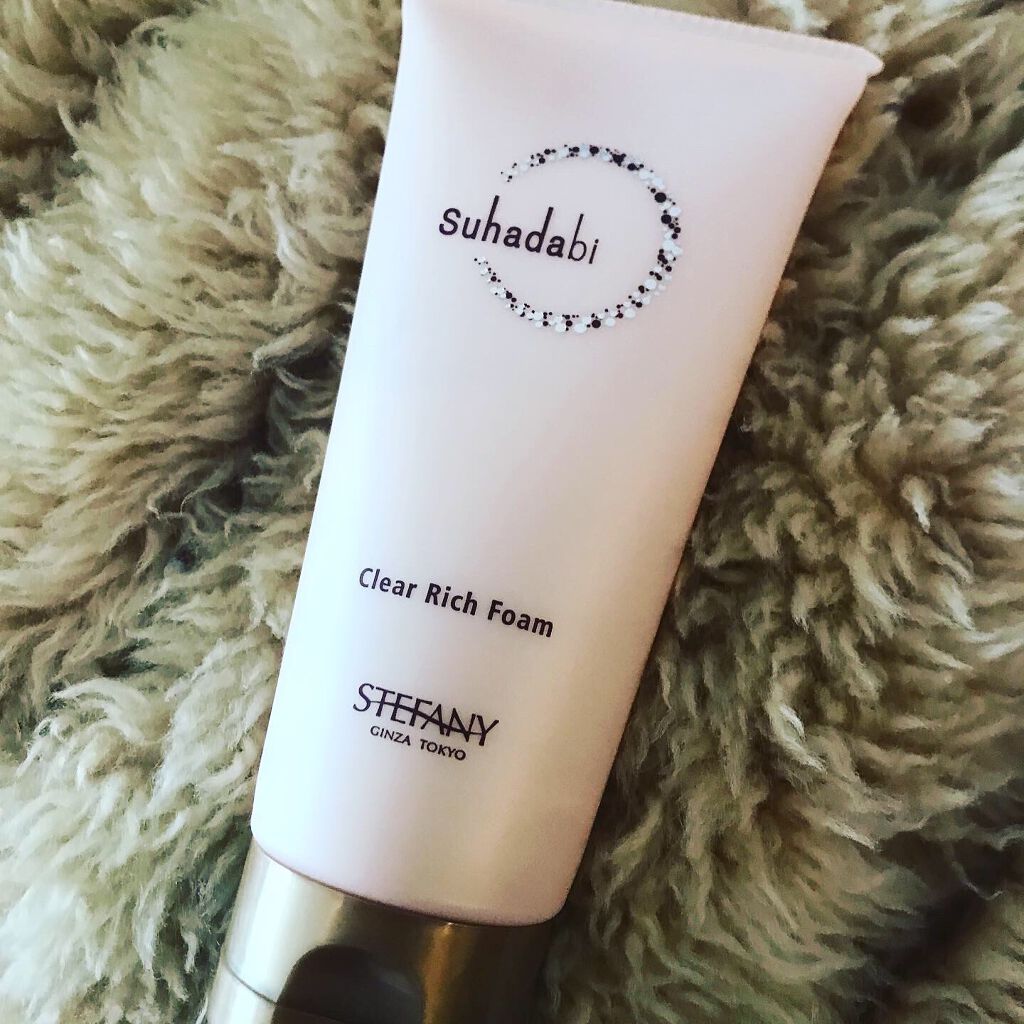 suhadabi
Clear Rich Foam
STEFANY
GINZA TOKYO